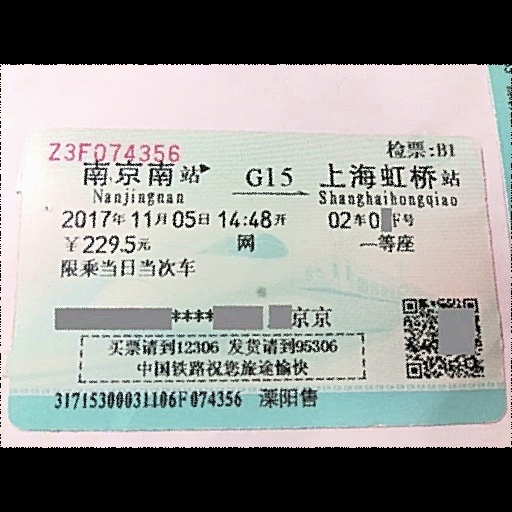 Z3F074356 检票:B1
南京南站 G15 上海虹桥站
Nanjingnan Shanghaihongqiao
2017年11月05日14:48开 02车0 F号
￥229.5元 网 一等座
限乘当日当次车
**** 京京
买票请到12306 发货请到95306
中国铁路祝您旅途愉快
31715300031106F074356 溧阳售